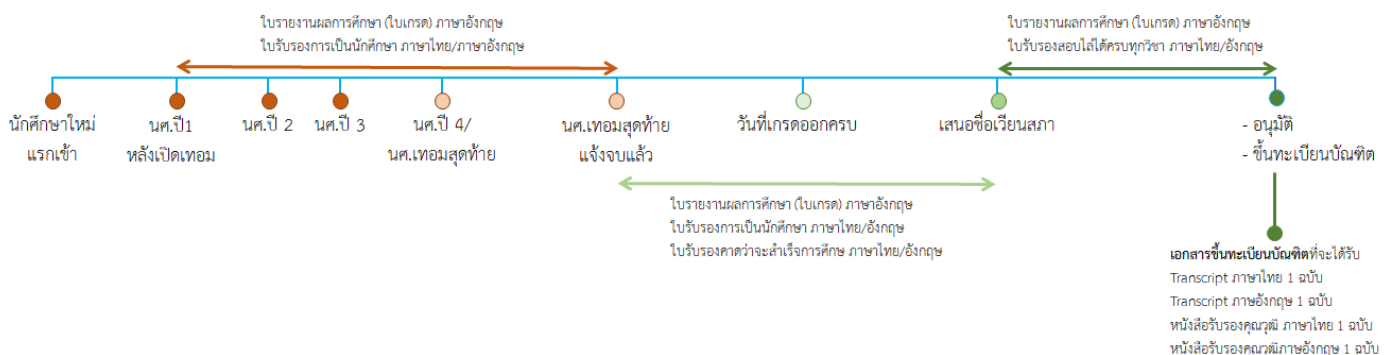 ใบรายงานผลการศึกษา (ใบเกรด) ภาษาอังกฤษ
ใบรับรองการเป็นนักศึกษา ภาษาไทย/ภาษาอังกฤษ
ใบรายงานผลการศึกษา (ใบเกรด) ภาษาอังกฤษ
ใบรับรองสอบไล่ได้ครบทุกวิชา ภาษาไทย/อังกฤษ
นักศึกษาใหม่
แรกเข้า
นศ.ปี1
หลังเปิดเทอม
นศ.ปี 2
นศ.ปี 3
นศ.ปี 4/
นศ.เทอมสุดท้าย
นศ.เทอมสุดท้าย
แจ้งจบแล้ว
วันที่เกรดออกครบ
เสนอชื่อเวียนสภา
- อนุมัติ
- ขึ้นทะเบียนบัณฑิต
ใบรายงานผลการศึกษา (ใบเกรด) ภาษาอังกฤษ
ใบรับรองการเป็นนักศึกษา ภาษาไทย/อังกฤษ
ใบรับรองคาดว่าจะสำเร็จการศึกษ ภาษาไทย/อังกฤษ
เอกสารขึ้นทะเบียนบัณฑิตที่จะได้รับ
Transcript ภาษาไทย 1 ฉบับ
Transcript ภาษอังกฤษ 1 ฉบับ
หนังสือรับรองคุณวุฒิ ภาษาไทย 1 ฉบับ
หนังสือรับรองคุณวุฒิภาษอังกฤษ 1 ฉบับ